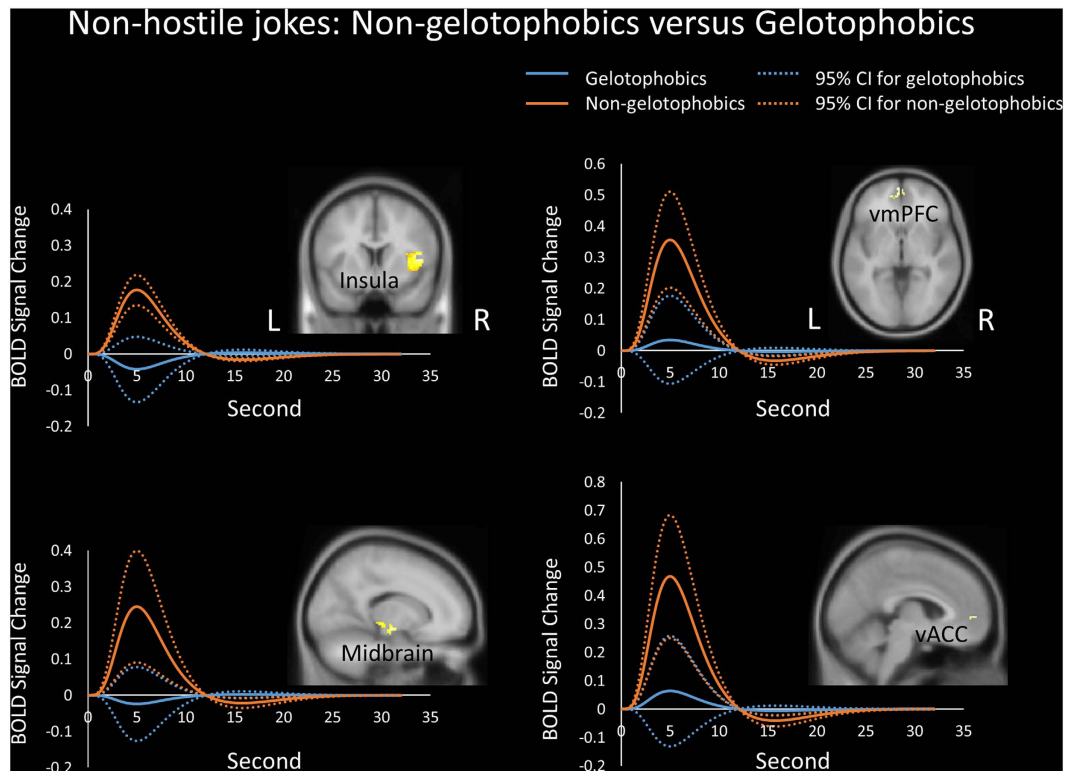 Non-hostile jokes: Non-gelotophobics versus Gelotophobics
Gelotophobics
95% CI for gelotophobics
Non-gelotophobics
95% CI for non-gelotophobics
BOLD Signal Change
0.4
0.3
0.2
0.1
0
-0.1
-0.2
0 5 10 15 20 25 30 35
Second
Insula
L R
BOLD Signal Change
0.6
0.5
0.4
0.3
0.2
0.1
0
-0.1
-0.2
0 5 10 15 20 25 30 35
Second
vmPFC
L R
BOLD Signal Change
0.4
0.3
0.2
0.1
0
-0.1
-0.2
0 5 10 15 20 25 30 35
Second
Midbrain
BOLD Signal Change
0.8
0.7
0.6
0.5
0.4
0.3
0.2
0.1
0
-0.1
-0.2
0 5 10 15 20 25 30 35
Second
vACC